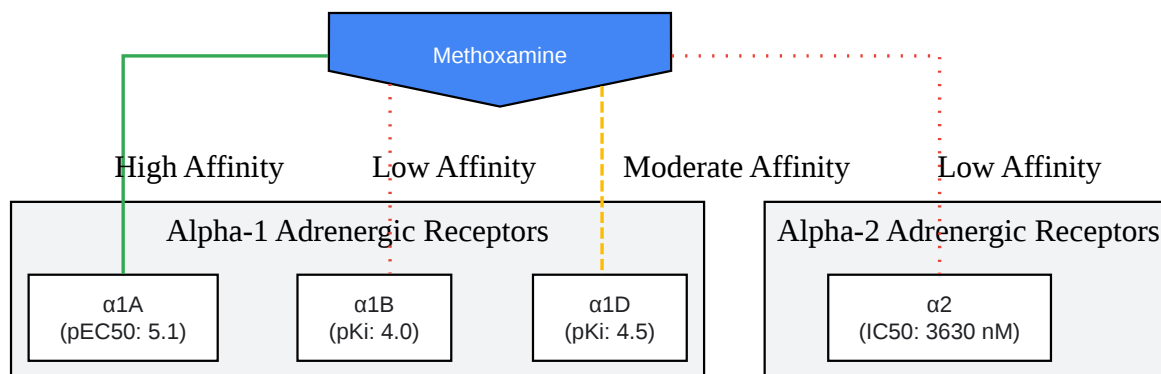 Methoxamine
High Affinity
Low Affinity
Moderate Affinity
Low Affinity
Alpha-1 Adrenergic Receptors
Alpha-2 Adrenergic Receptors
α1A
(pEC50: 5.1)
α1B
(pKi: 4.0)
α1D
(pKi: 4.5)
α2
(IC50: 3630 nM)